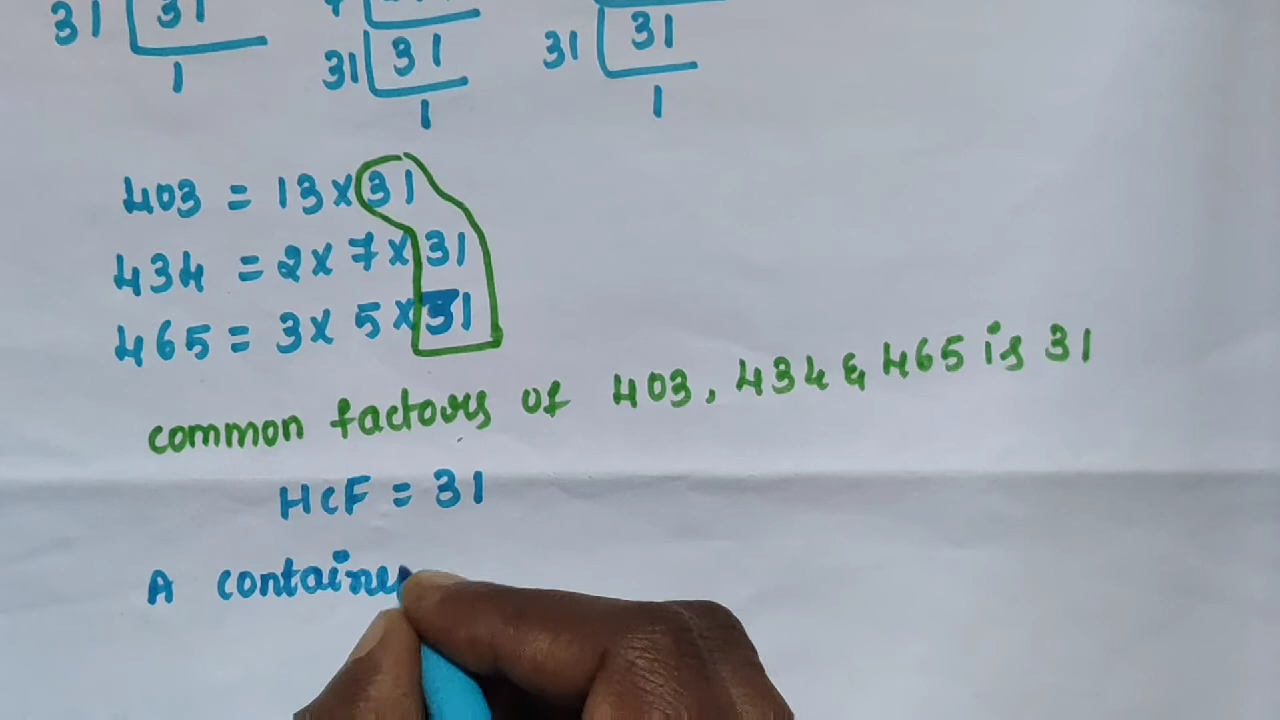 31 31 7 31 31
1 31 31 1
1
403 = 13 x 31
434 = 2 x 7 x 31
465 = 3 x 5 x 31
common factors of 403, 434 & 465 is 31
HCF = 31
A container